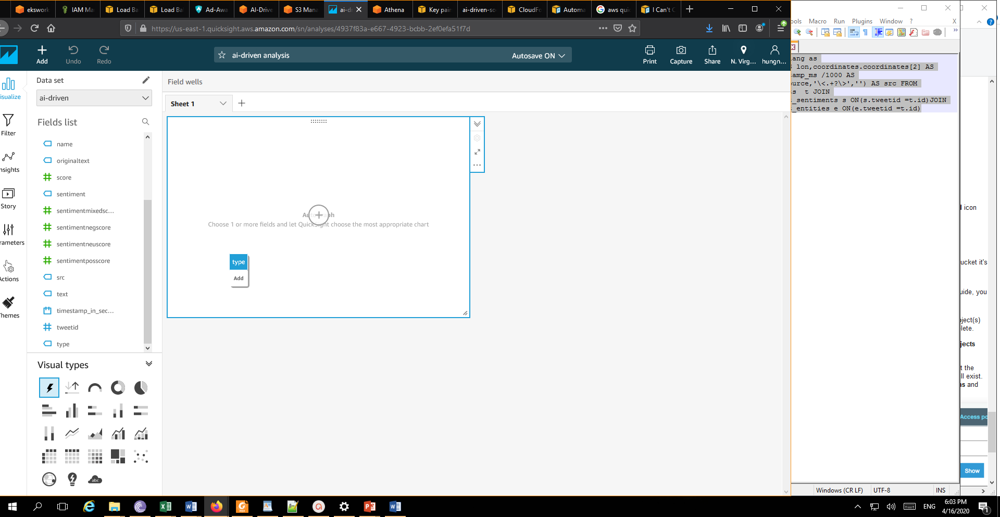 ekswork
IAM Ma
Load Ba
Load Ba
Ad-Awa
AI-Drive
S3 Mana
ai-d
Athena
Key pair
ai-driven-so
CloudFo
Automa
aws qui
I Can't C
https://us-east-1.quicksight.aws.amazon.com/sn/analyses/4937f83a-e667-4923-bcbb-2ef0efa51f7d
Add
Undo
Redo
ai-driven analysis
Autosave ON
Print
Capture
Share
N. Virg...
hungn...
isualize
Filter
nsights
Story
rameters
Actions
Themes
Data set
ai-driven
Fields list
name
originaltext
score
sentiment
sentimentmixedsc...
sentimentnegscore
sentimentneuscore
sentimentposscore
src
text
timestamp_in_sec...
tweetid
type
Visual types
abc
Field wells
Sheet 1
Choose 1 or more fields and let QuickSight choose the most appropriate chart
type
Add
ools Macro Run Plugins Window ? X
ang as
lon,coordinates.coordinates[2] AS
amp_ms /1000 AS
ource,'\<.+?\>','') AS src FROM
s t JOIN
_sentiments s ON(s.tweetid =t.id)JOIN
_entities e ON(e.tweetid =t.id)
Windows (CR LF) UTF-8 INS
icon
ucket it's
uide, you
ject(s)
lete.
jects
t the
ll exist.
ns and
Access po
Show
ENG
6:03 PM
4/16/2020
1